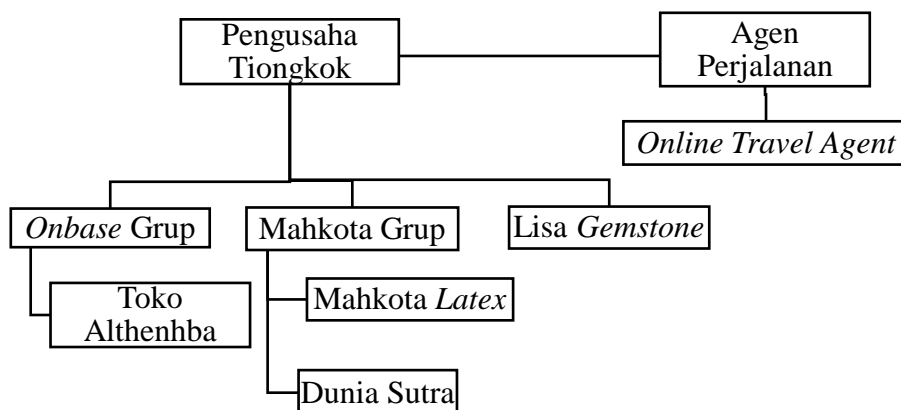 Pengusaha
Tiongkok
Agen
Perjalanan
Online Travel Agent
Onbase Grup
Mahkota Grup
Lisa Gemstone
Toko
Althenhba
Mahkota Latex
Dunia Sutra